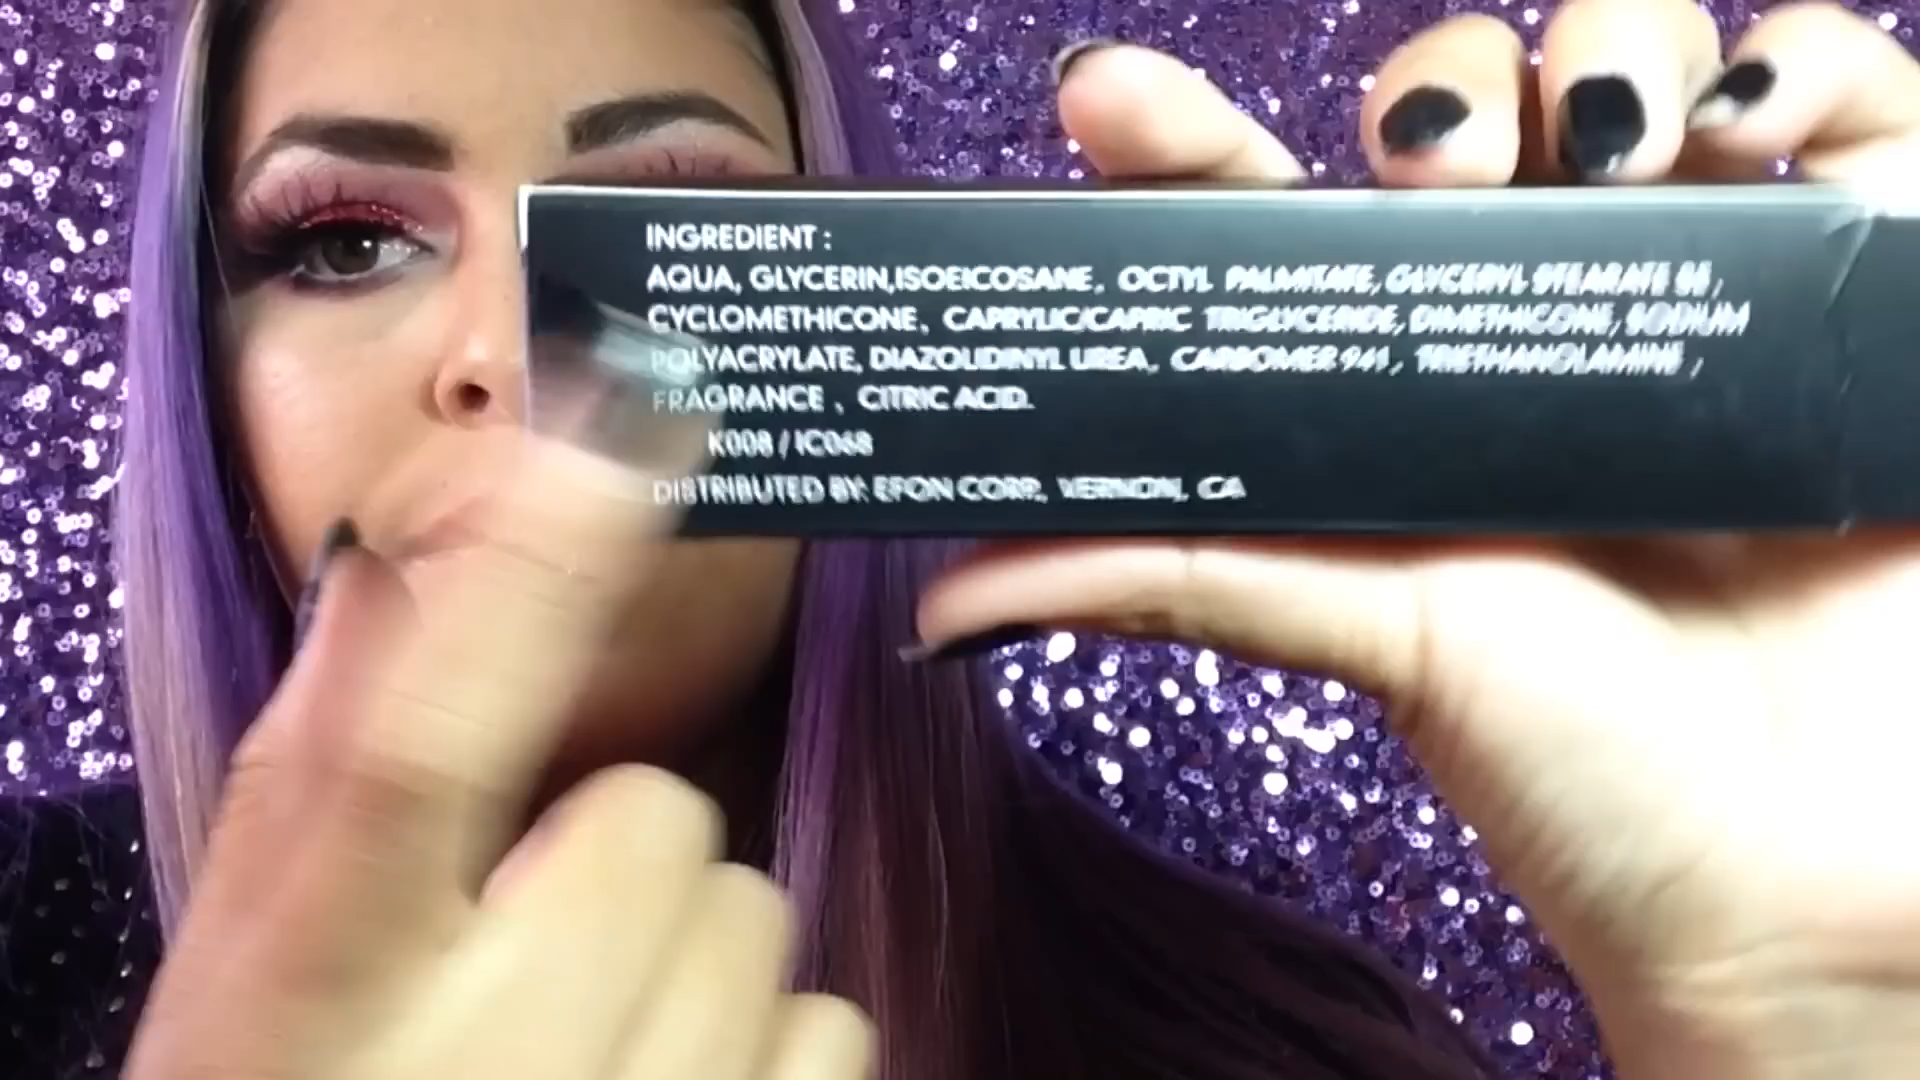 INGREDIENT :
AQUA, GLYCERIN,ISOEICOSANE, OCTYL PALMITATE, GLYCERYL STEARATE SE,
CYCLOMETHICONE, CAPRYLIC/CAPRIC TRIGLYCERIDE, DIMETHICONE, SODIUM
POLYACRYLATE, DIAZOLIDINYL UREA, CARBOMER 941, TRIETHANOLAMINE,
FRAGRANCE, CITRIC ACID.
K008 / IC068
DISTRIBUTED BY: EFON CORP., VERNON, CA